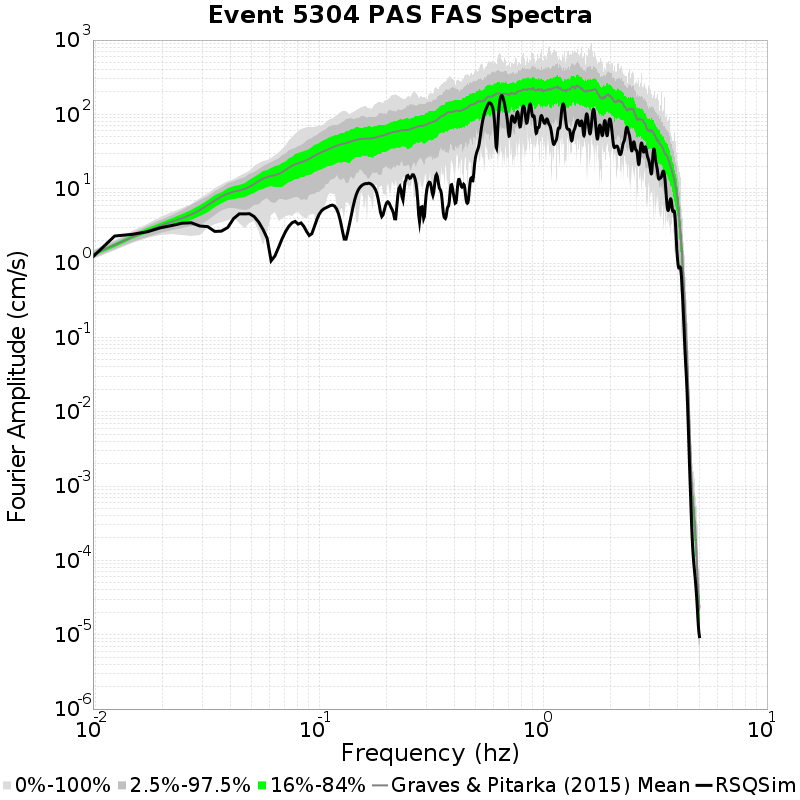 Event 5304 PAS FAS Spectra
10^3
10^2
10^1
10^0
10^-1
10^-2
10^-3
10^-4
10^-5
10^-6
Fourier Amplitude (cm/s)
10^-2 10^-1 10^0 10^1
Frequency (hz)
0%-100% 2.5%-97.5% 16%-84% Graves & Pitarka (2015) Mean RSQSim